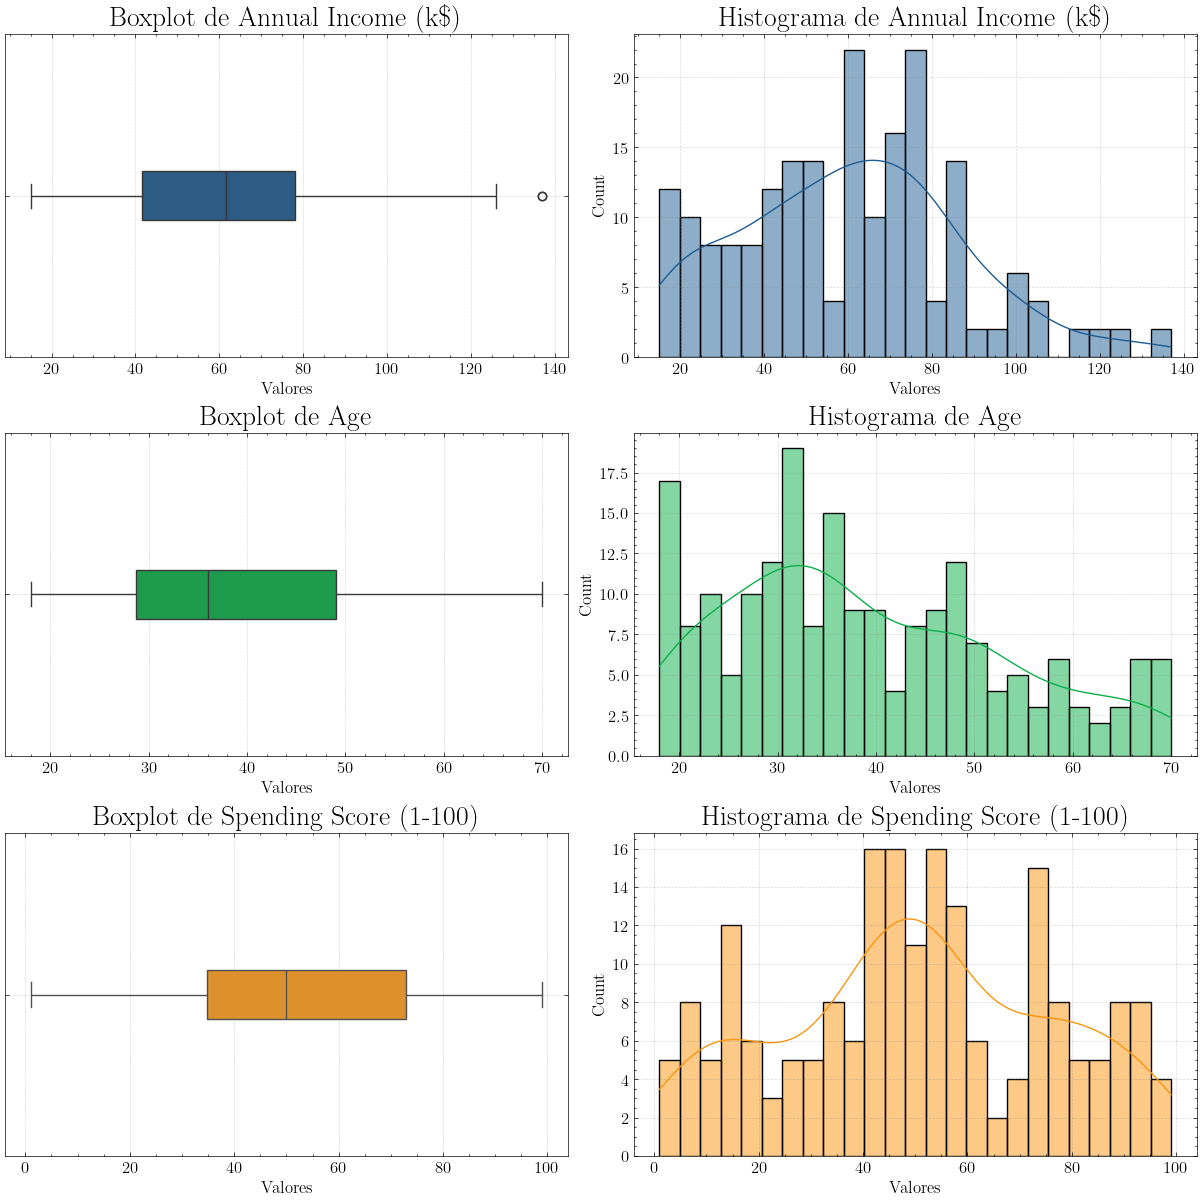 Boxplot de Annual Income (k$)
20 40 60 80 100 120 140
Valores
Histograma de Annual Income (k$)
Count
20
15
10
5
0
20 40 60 80 100 120 140
Valores
Boxplot de Age
20 30 40 50 60 70
Valores
Histograma de Age
Count
17.5
15.0
12.5
10.0
7.5
5.0
2.5
0.0
20 30 40 50 60 70
Valores
Boxplot de Spending Score (1-100)
0 20 40 60 80 100
Valores
Histograma de Spending Score (1-100)
Count
16
14
12
10
8
6
4
2
0
0 20 40 60 80 100
Valores